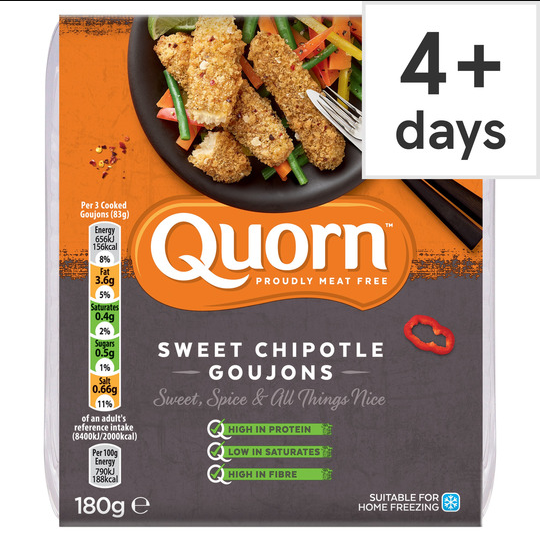 4+
days
Per 3 Cooked
Goujons (83g)
Energy
656kJ
156kcal
8%
Fat
3.6g
5%
Saturates
0.4g
2%
Sugars
0.5g
1%
Salt
0.66g
11%
of an adult's
reference intake
(8400kJ/2000kcal)
Per 100g
Energy
790kJ
188kcal
180g ℮
Quorn™
PROUDLY MEAT FREE
SWEET CHIPOTLE
GOUJONS
Sweet, Spice & All Things Nice
HIGH IN PROTEIN
LOW IN SATURATES
HIGH IN FIBRE
SUITABLE FOR
HOME FREEZING